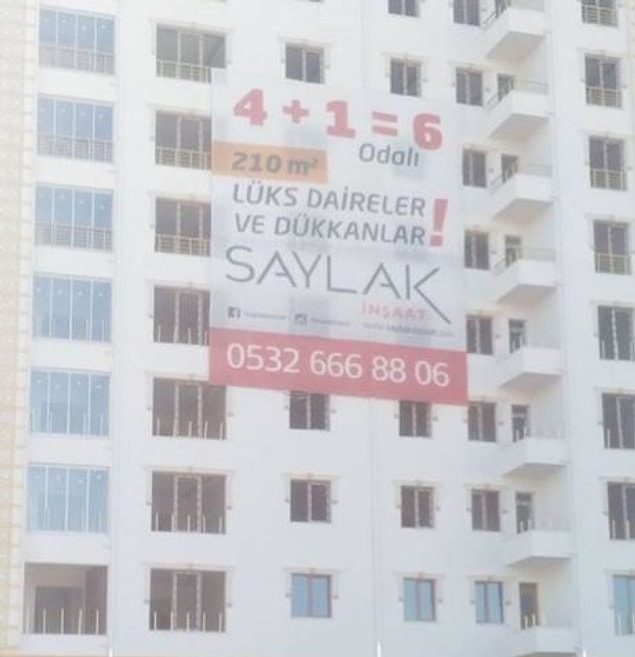 4 + 1 = 6
Odalı
210 m²
LÜKS DAİRELER
VE DÜKKANLAR!
SAYLAK
İNŞAAT
0532 666 88 06